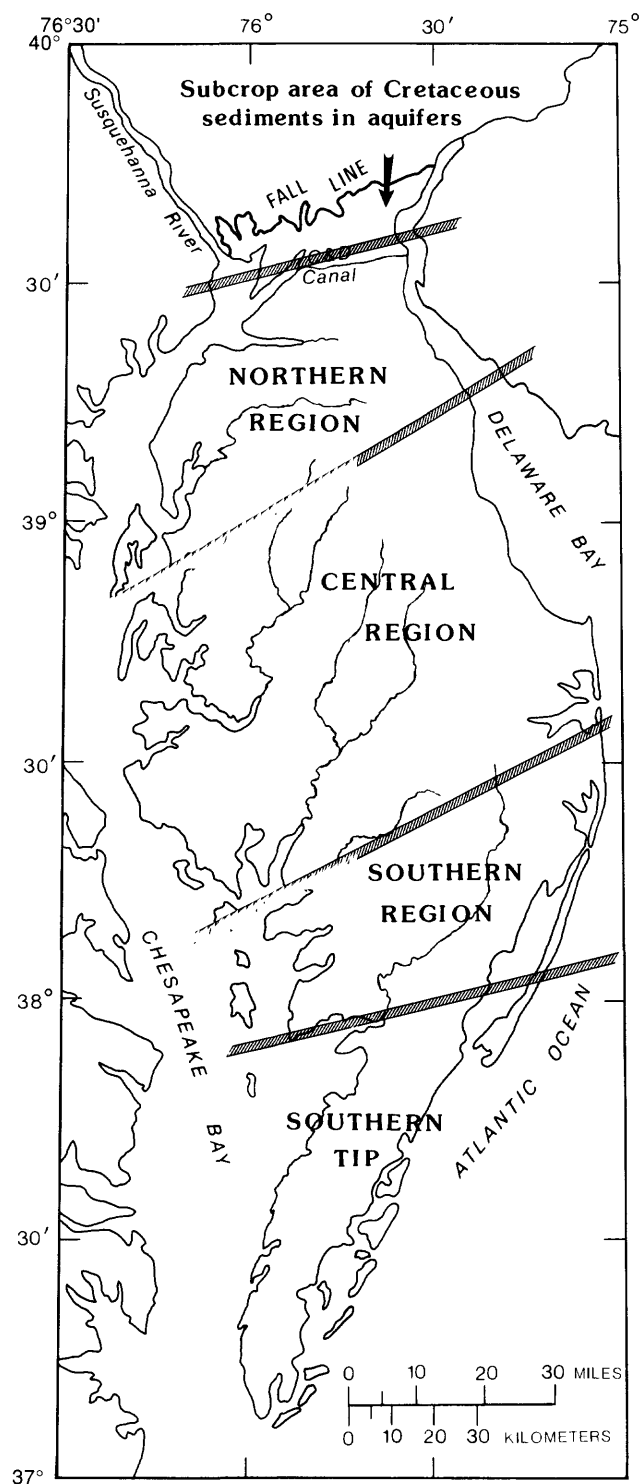 76°30′ 76° 30′ 75°
40°
Subcrop area of Cretaceous
sediments in aquifers
Susquehanna
River
FALL LINE
C&D
Canal
30′
NORTHERN
REGION
DELAWARE BAY
39°
CENTRAL
REGION
30′
SOUTHERN
REGION
CHESAPEAKE
BAY
38°
ATLANTIC OCEAN
SOUTHERN
TIP
30′
0 10 20 30 MILES
0 10 20 30 KILOMETERS
37°